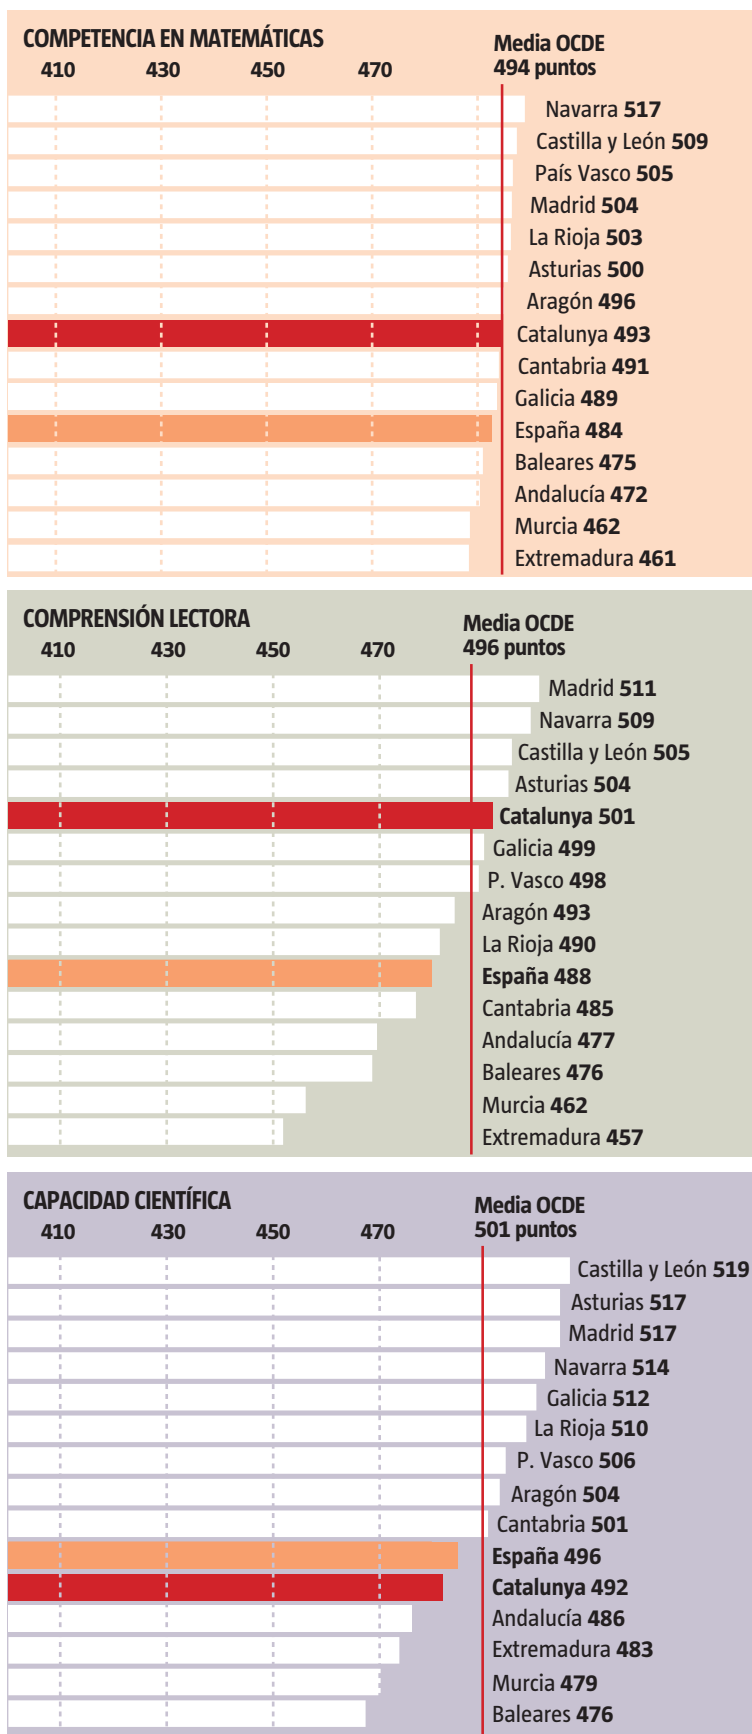 COMPETENCIA EN MATEMÁTICAS
Media OCDE
410 430 450 470 494 puntos
Navarra 517
Castilla y León 509
País Vasco 505
Madrid 504
La Rioja 503
Asturias 500
Aragón 496
Catalunya 493
Cantabria 491
Galicia 489
España 484
Baleares 475
Andalucía 472
Murcia 462
Extremadura 461
COMPRENSIÓN LECTORA
Media OCDE
410 430 450 470 496 puntos
Madrid 511
Navarra 509
Castilla y León 505
Asturias 504
Catalunya 501
Galicia 499
P. Vasco 498
Aragón 493
La Rioja 490
España 488
Cantabria 485
Andalucía 477
Baleares 476
Murcia 462
Extremadura 457
CAPACIDAD CIENTÍFICA
Media OCDE
410 430 450 470 501 puntos
Castilla y León 519
Asturias 517
Madrid 517
Navarra 514
Galicia 512
La Rioja 510
P. Vasco 506
Aragón 504
Cantabria 501
España 496
Catalunya 492
Andalucía 486
Extremadura 483
Murcia 479
Baleares 476